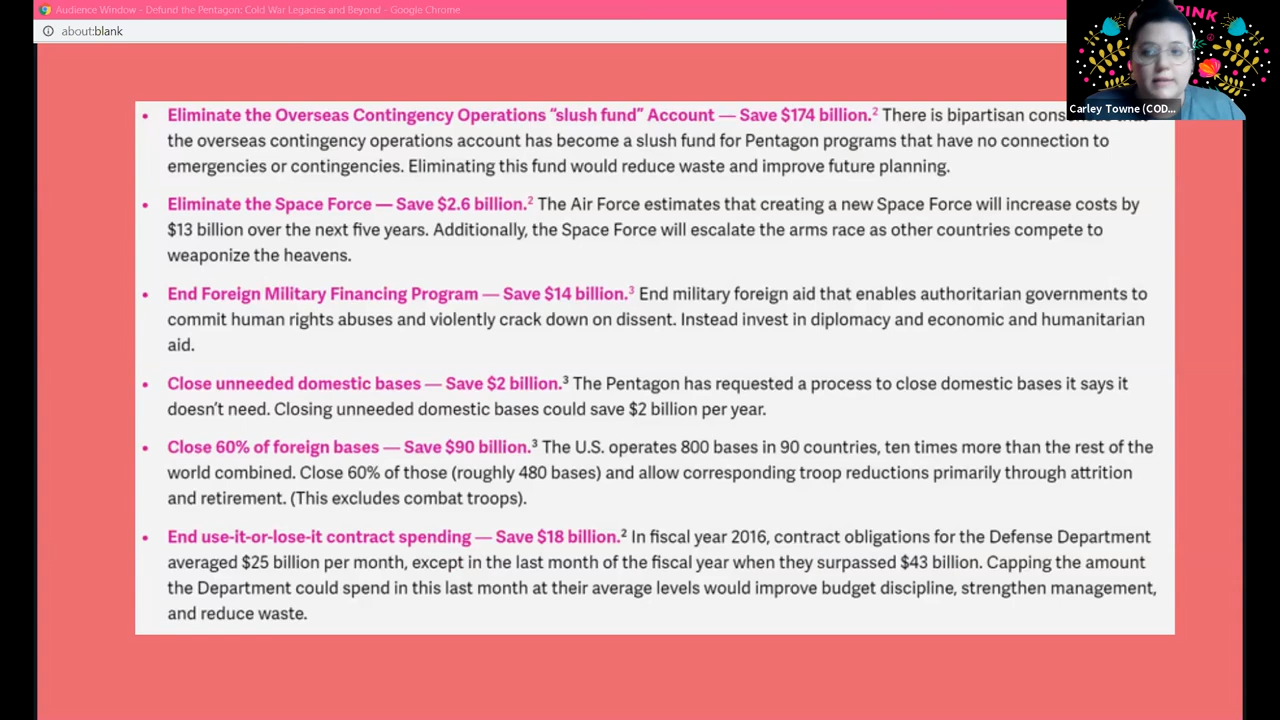 Audience Window - Defund the Pentagon: Cold War Legacies and Beyond - Google Chrome
about:blank
PINK
Carley Towne (COD...
• Eliminate the Overseas Contingency Operations “slush fund” Account — Save $174 billion.2 There is bipartisan
the overseas contingency operations account has become a slush fund for Pentagon programs that have no connection to
emergencies or contingencies. Eliminating this fund would reduce waste and improve future planning.
• Eliminate the Space Force — Save $2.6 billion.2 The Air Force estimates that creating a new Space Force will increase costs by
$13 billion over the next five years. Additionally, the Space Force will escalate the arms race as other countries compete to
weaponize the heavens.
• End Foreign Military Financing Program — Save $14 billion.3 End military foreign aid that enables authoritarian governments to
commit human rights abuses and violently crack down on dissent. Instead invest in diplomacy and economic and humanitarian
aid.
• Close unneeded domestic bases — Save $2 billion.3 The Pentagon has requested a process to close domestic bases it says it
doesn’t need. Closing unneeded domestic bases could save $2 billion per year.
• Close 60% of foreign bases — Save $90 billion.3 The U.S. operates 800 bases in 90 countries, ten times more than the rest of the
world combined. Close 60% of those (roughly 480 bases) and allow corresponding troop reductions primarily through attrition
and retirement. (This excludes combat troops).
• End use-it-or-lose-it contract spending — Save $18 billion.2 In fiscal year 2016, contract obligations for the Defense Department
averaged $25 billion per month, except in the last month of the fiscal year when they surpassed $43 billion. Capping the amount
the Department could spend in this last month at their average levels would improve budget discipline, strengthen management,
and reduce waste.